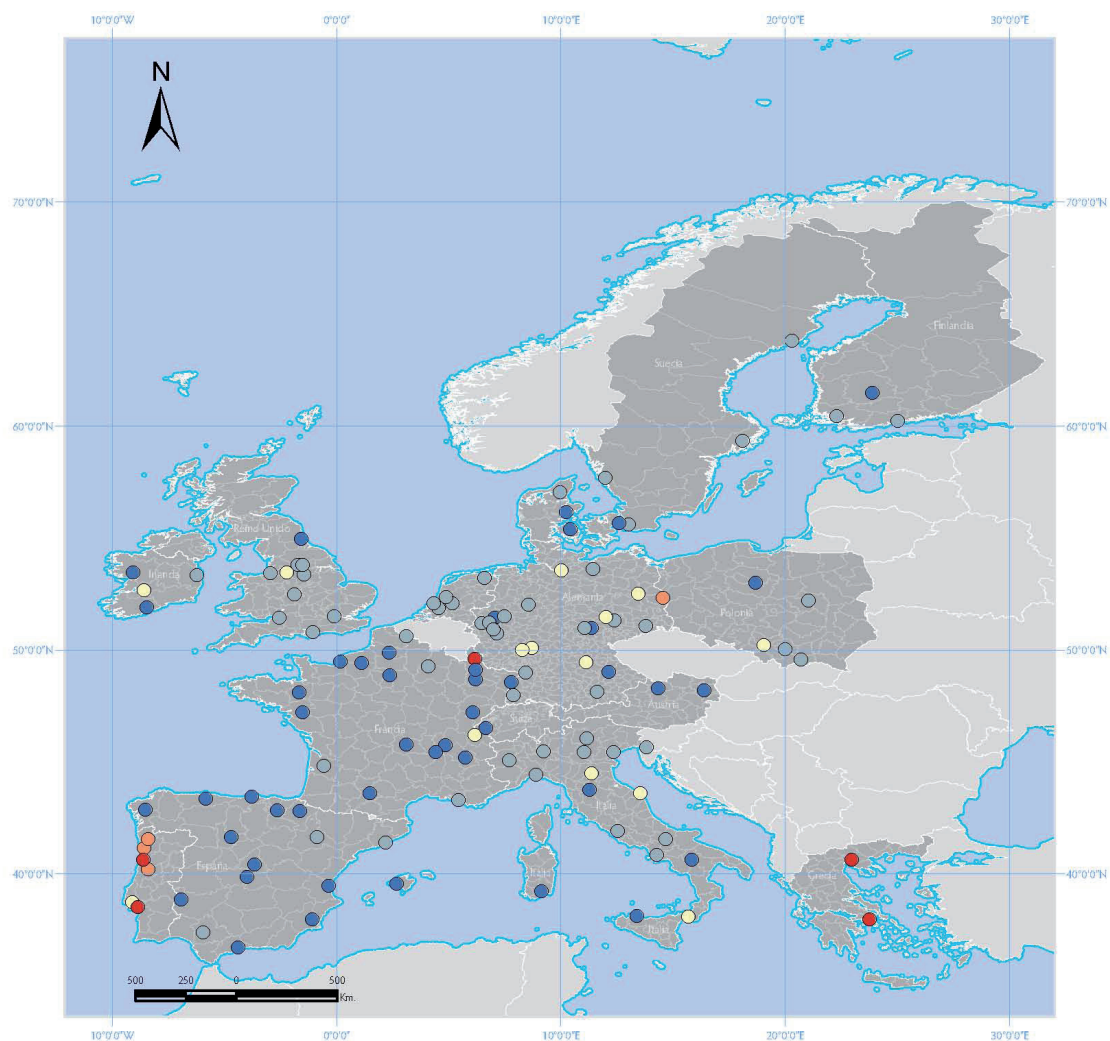 10°0'0"W 0°0'0"E 10°0'0"E 20°0'0"E 30°0'0"E
N
70°0'0"N 70°0'0"N
Finlandia
Suecia
60°0'0"N 60°0'0"N
Reino Unido
Irlanda
Alemania
Polonia
50°0'0"N 50°0'0"N
Austria
Suiza
Francia
Italia
España
Italia
40°0'0"N 40°0'0"N
Grecia
Italia
500 250 0 500
Km.
10°0'0"W 0°0'0"E 10°0'0"E 20°0'0"E 30°0'0"E